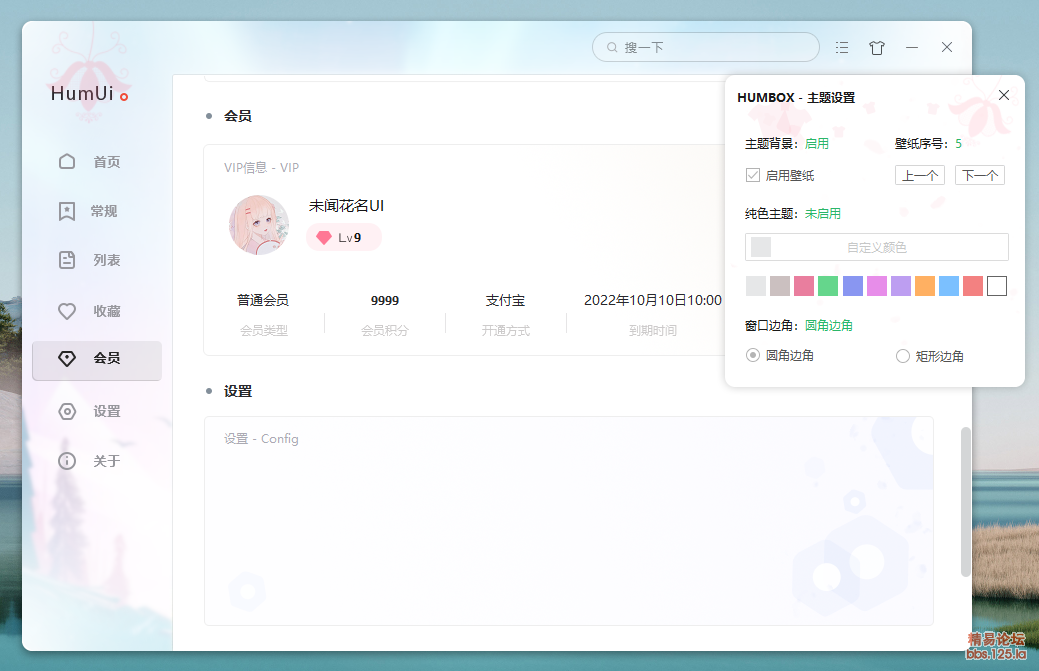 HumUi
搜一下
首页
常规
列表
收藏
会员
设置
关于
会员
VIP信息 - VIP
未闻花名UI
Lv9
普通会员 9999 支付宝 2022年10月10日10:00
会员类型 会员积分 开通方式 到期时间
设置
设置 - Config
HUMBOX - 主题设置
主题背景: 启用 壁纸序号: 5
启用壁纸 上一个 下一个
纯色主题: 未启用
自定义颜色
窗口边角: 圆角边角
圆角边角 矩形边角
精易论坛
bbs.125.la